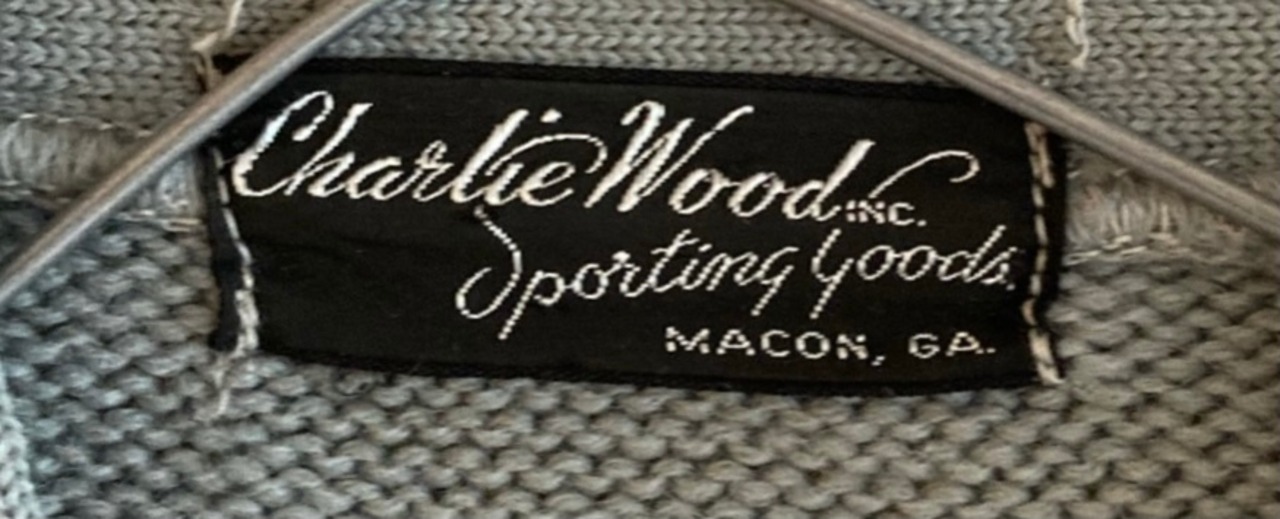 Charlie Wood INC.
Sporting Goods.
MACON, GA.